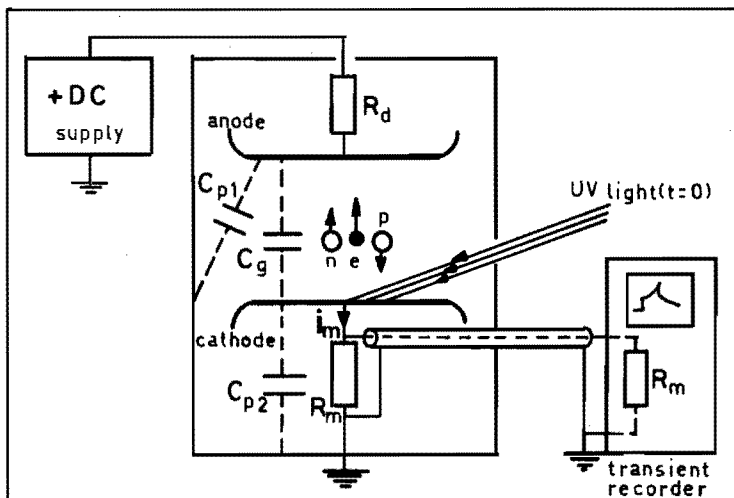 +DC
supply
R_d
anode
C_p1
C_g
n e p
UV light(t=0)
cathode
i_m
C_p2
R_m
R_m
transient
recorder